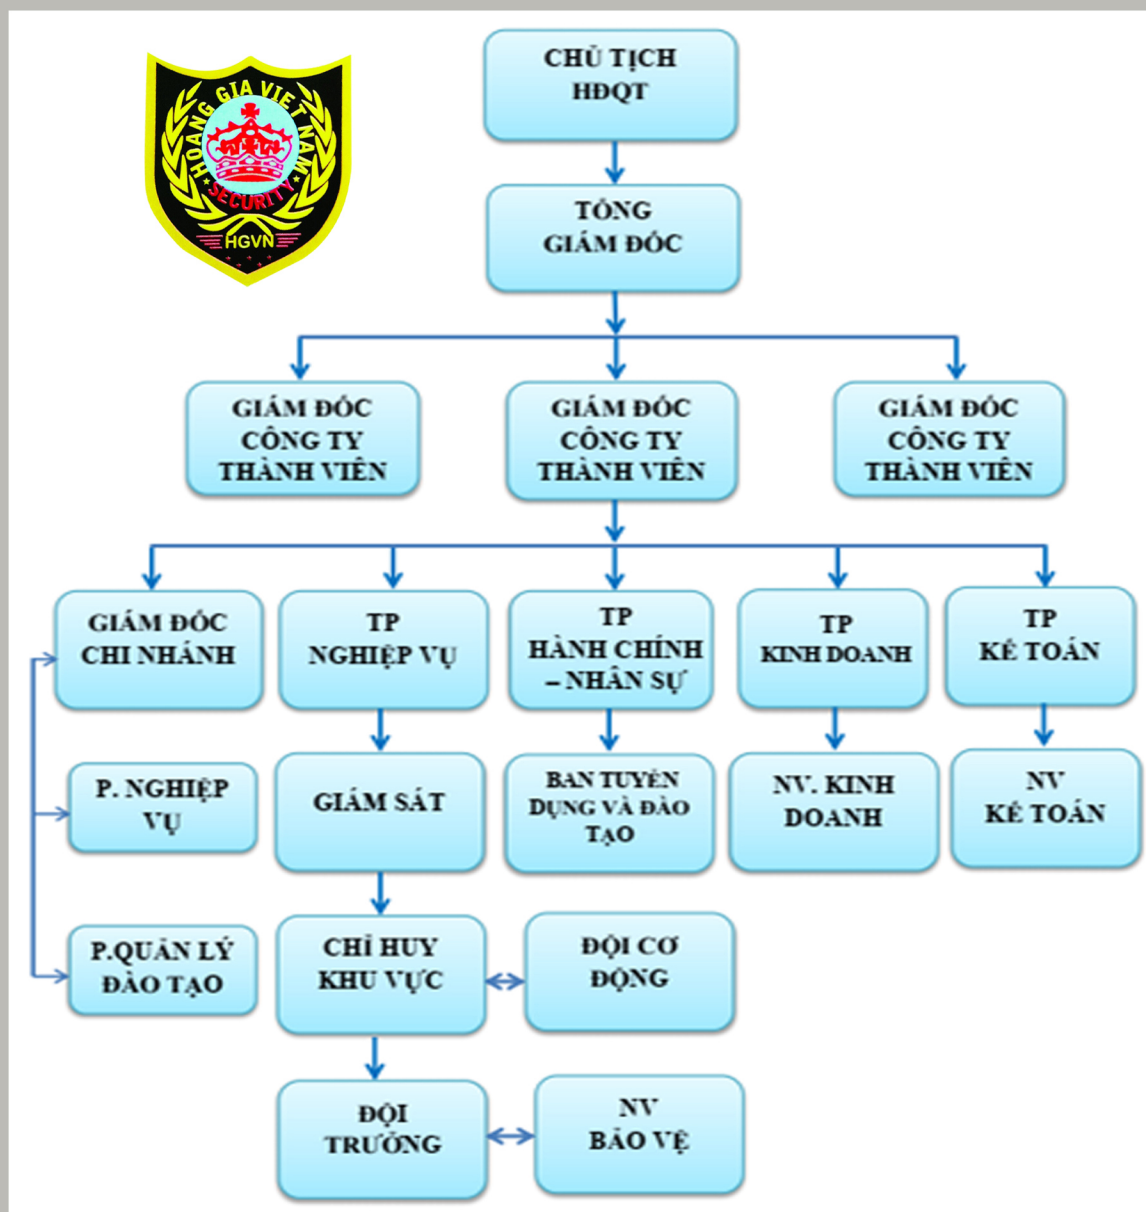 HOANG GIA VIET NAM
SECURITY
HGVN
CHỦ TỊCH
HĐQT
TỔNG
GIÁM ĐỐC
GIÁM ĐỐC
CÔNG TY
THÀNH VIÊN
GIÁM ĐỐC
CÔNG TY
THÀNH VIÊN
GIÁM ĐỐC
CÔNG TY
THÀNH VIÊN
GIÁM ĐỐC
CHI NHÁNH
TP
NGHIỆP VỤ
TP
HÀNH CHÍNH
– NHÂN SỰ
TP
KINH DOANH
TP
KẾ TOÁN
P. NGHIỆP
VỤ
GIÁM SÁT
BAN TUYỂN
DỤNG VÀ ĐÀO
TẠO
NV. KINH
DOANH
NV
KẾ TOÁN
P.QUẢN LÝ
ĐÀO TẠO
CHỈ HUY
KHU VỰC
ĐỘI CƠ
ĐỘNG
ĐỘI
TRƯỞNG
NV
BẢO VỆ